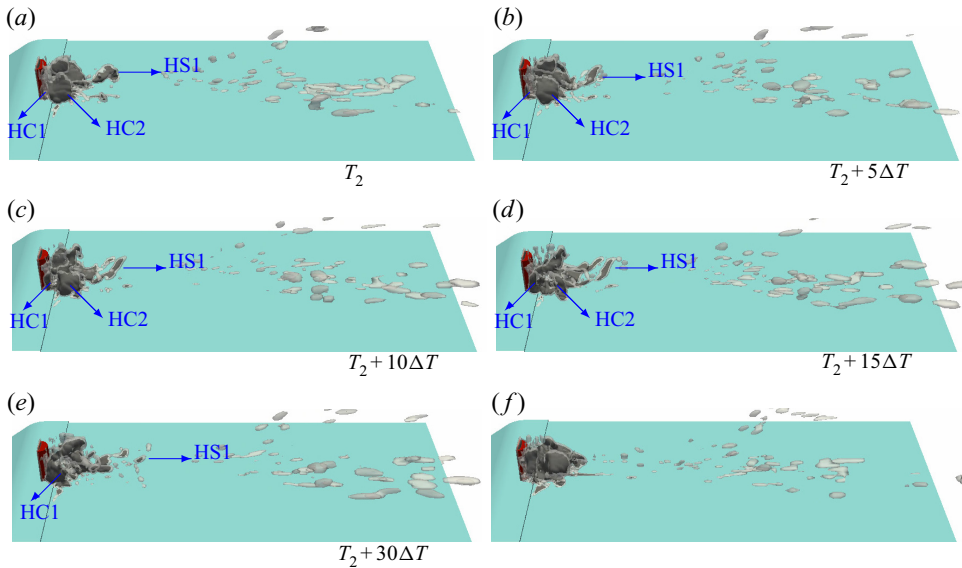 (a)
HS1
HC1
HC2
T₂
(b)
HS1
HC1
HC2
T₂ + 5ΔT
(c)
HS1
HC1
HC2
T₂ + 10ΔT
(d)
HS1
HC1
HC2
T₂ + 15ΔT
(e)
HS1
HC1
T₂ + 30ΔT
(f)